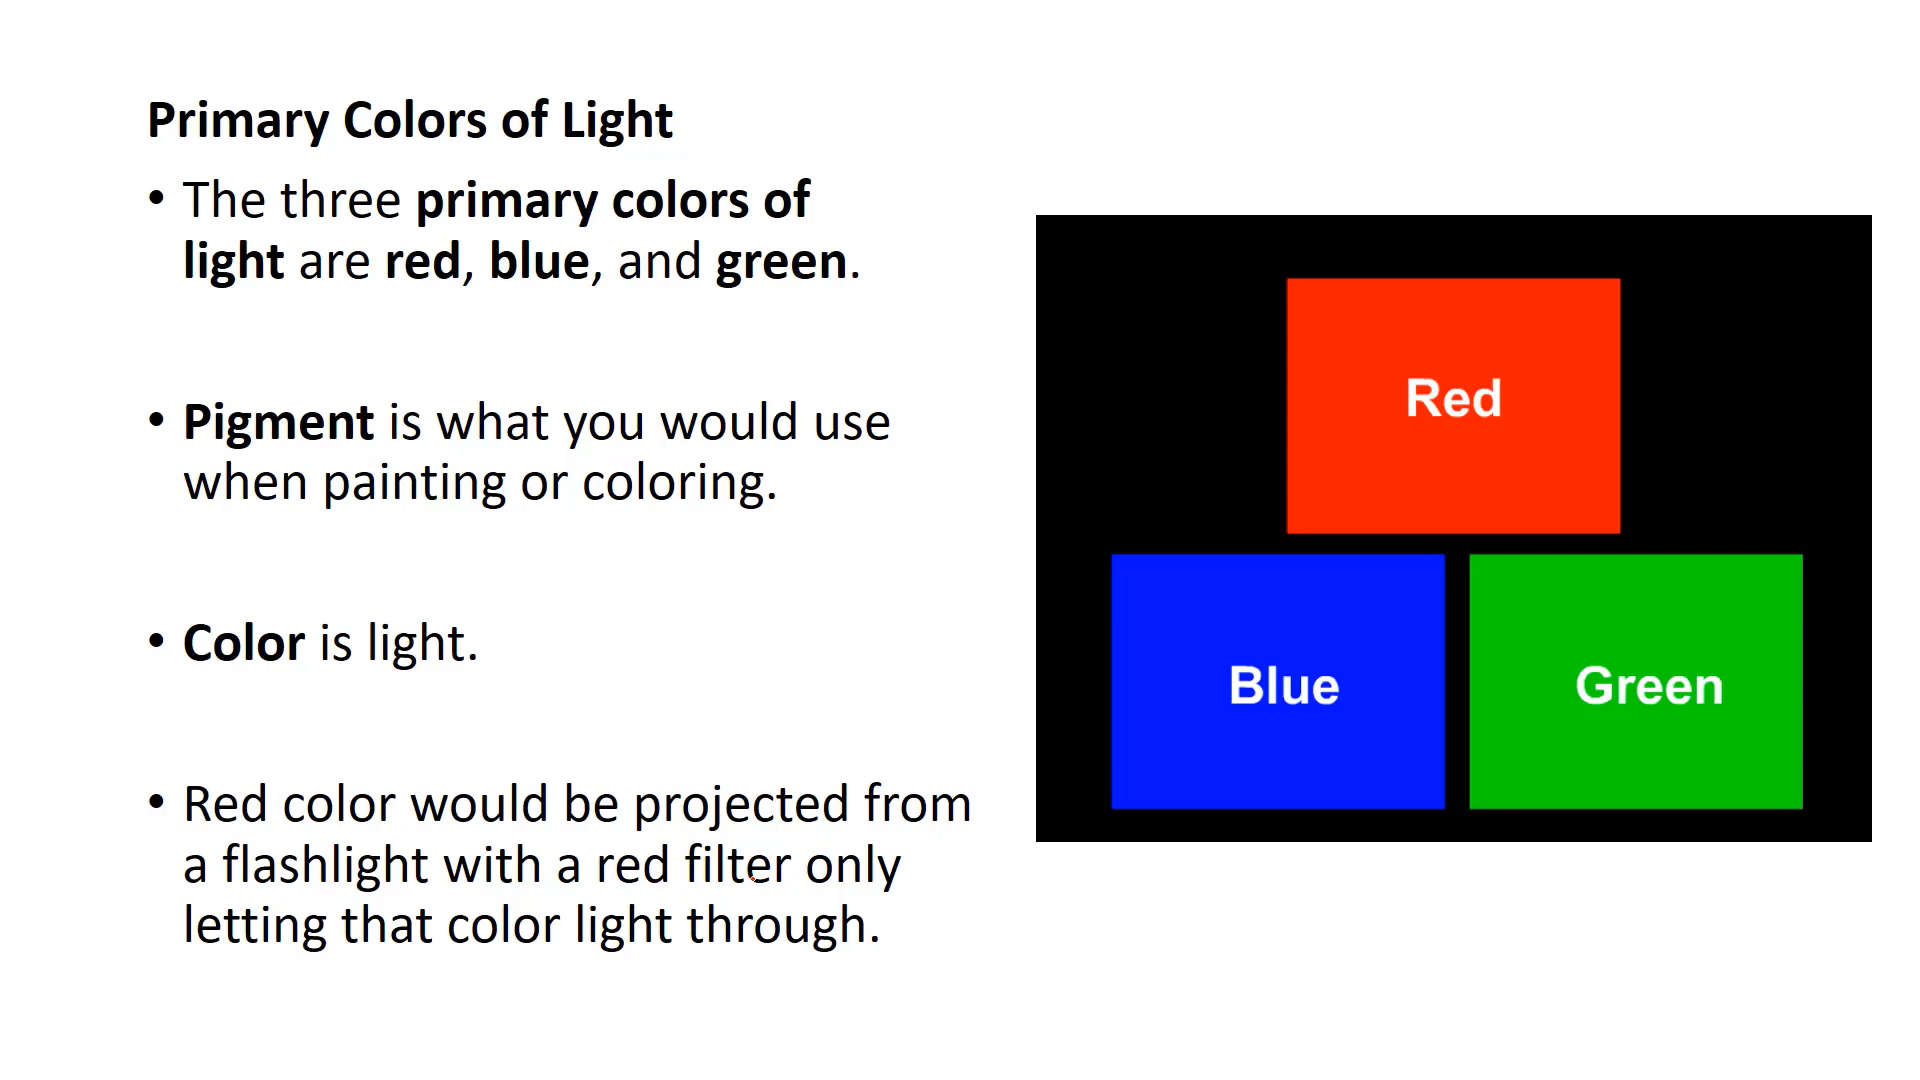 Primary Colors of Light
• The three primary colors of
light are red, blue, and green.
• Pigment is what you would use
when painting or coloring.
• Color is light.
• Red color would be projected from
a flashlight with a red filter only
letting that color light through.
Red
Blue
Green